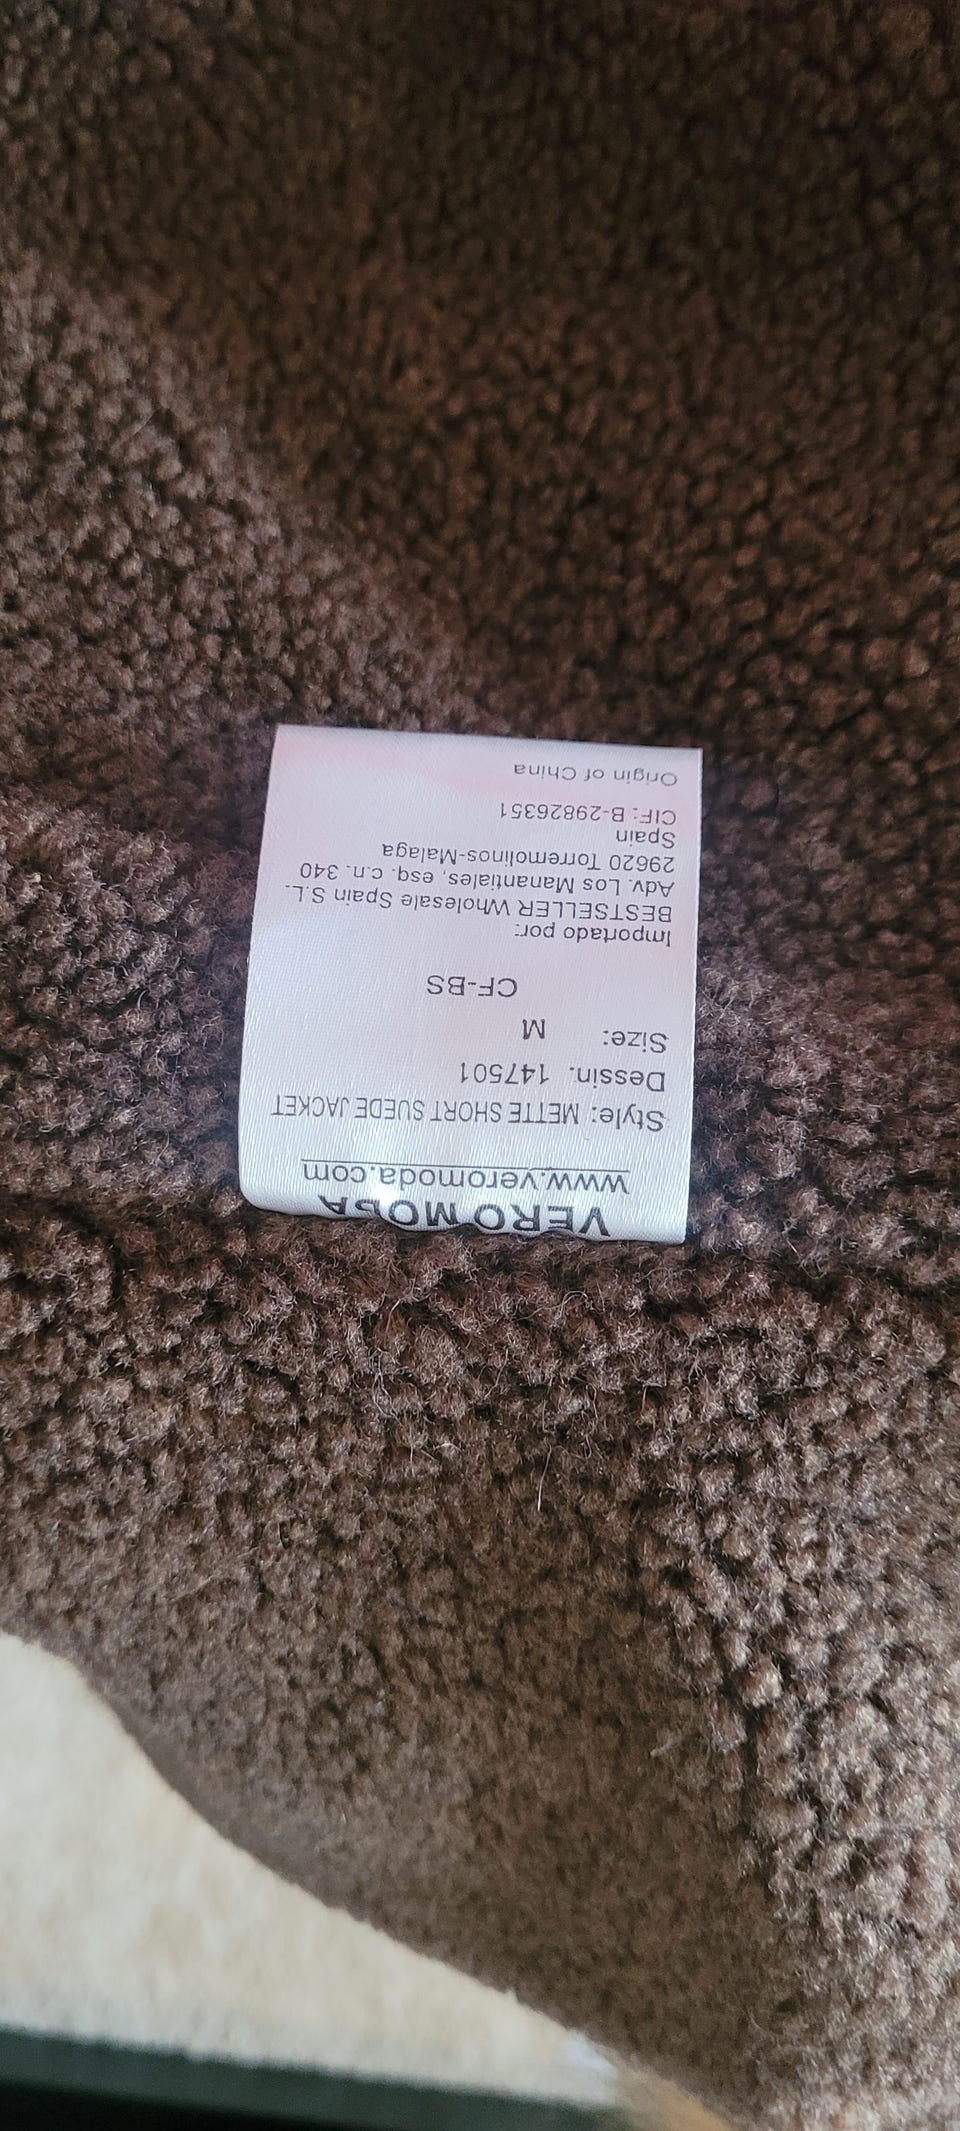 VERO MODA
www.veromoda.com
Style: METTE SHORT SUEDE JACKET
Dessin. 147501
Size: M
CF-BS
Importado por:
BESTSELLER Wholesale Spain S.L.
Adv. Los Manantiales, esq. c.n. 340
29620 Torremolinos-Malaga
Spain
CIF: B-29826351
Origin of China